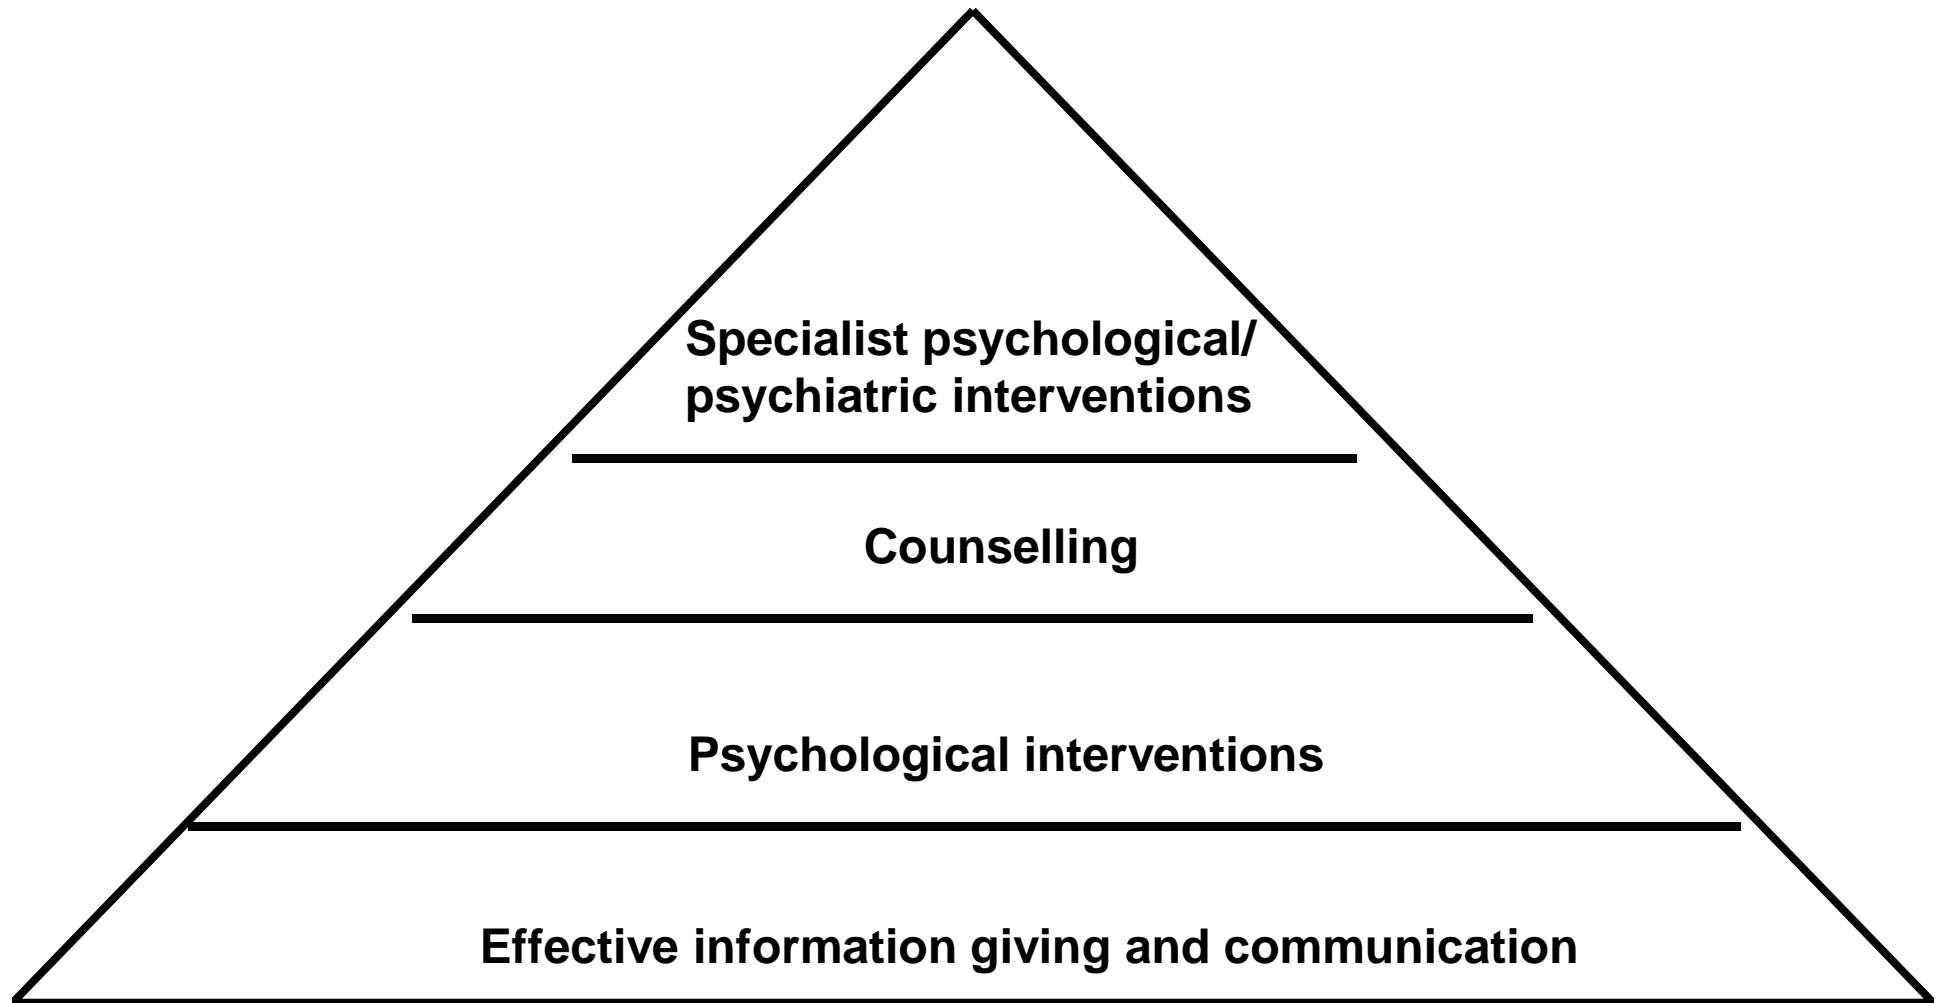 Specialist psychological/
psychiatric interventions
Counselling
Psychological interventions
Effective information giving and communication